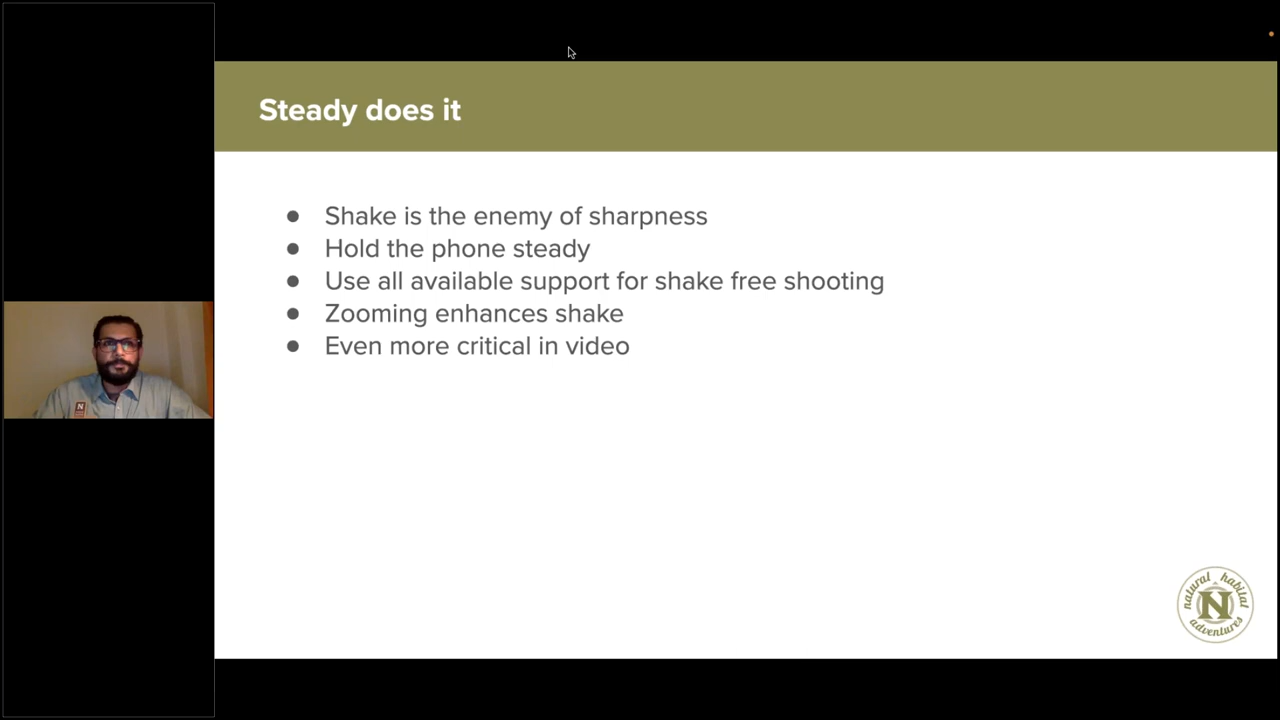 Steady does it
● Shake is the enemy of sharpness
● Hold the phone steady
● Use all available support for shake free shooting
● Zooming enhances shake
● Even more critical in video
natural habitat
N
adventures
N